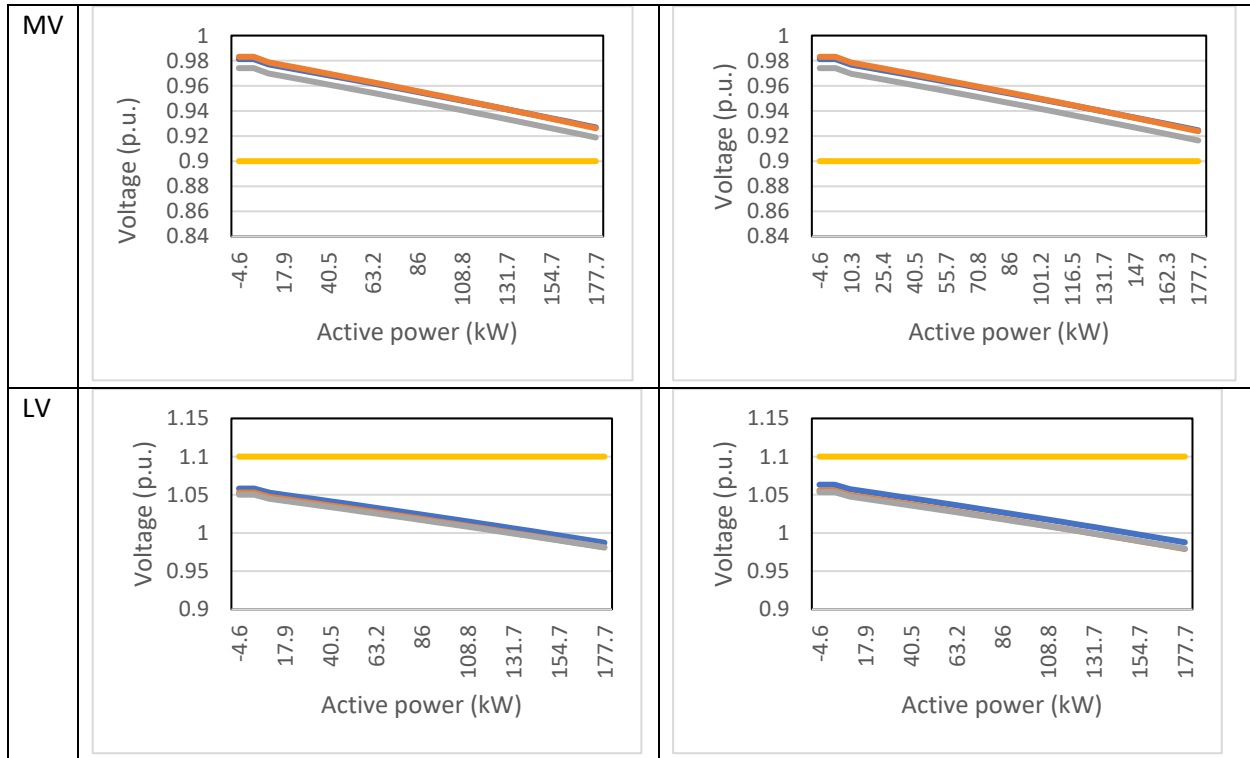 MV
1
0.98
0.96
0.94
0.92
0.9
0.88
0.86
0.84
Voltage (p.u.)
-4.6 17.9 40.5 63.2 86 108.8 131.7 154.7 177.7
Active power (kW)
1
0.98
0.96
0.94
0.92
0.9
0.88
0.86
0.84
Voltage (p.u.)
-4.6 10.3 25.4 40.5 55.7 70.8 86 101.2 116.5 131.7 147 162.3 177.7
Active power (kW)
LV
1.15
1.1
1.05
1
0.95
0.9
Voltage (p.u.)
-4.6 17.9 40.5 63.2 86 108.8 131.7 154.7 177.7
Active power (kW)
1.15
1.1
1.05
1
0.95
0.9
Voltage (p.u.)
-4.6 17.9 40.5 63.2 86 108.8 131.7 154.7 177.7
Active power (kW)